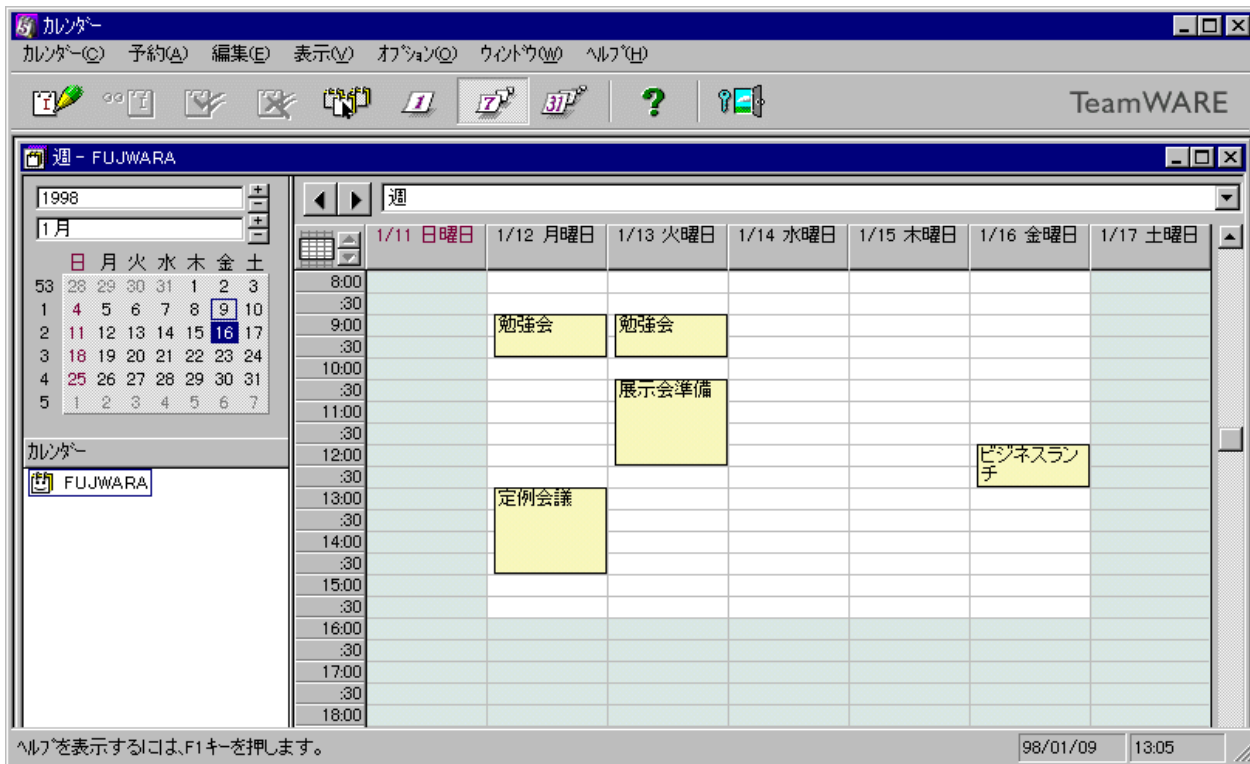 カレンダー
カレンダー(C) 予約(A) 編集(E) 表示(V) オプション(O) ウィンドウ(W) ヘルプ(H)
1 7 31 ? TeamWARE
週 - FUJWARA
1998
1月
日 月 火 水 木 金 土
53 28 29 30 31 1 2 3
1 4 5 6 7 8 9 10
2 11 12 13 14 15 16 17
3 18 19 20 21 22 23 24
4 25 26 27 28 29 30 31
5 1 2 3 4 5 6 7
カレンダー
FUJWARA
週
1/11 日曜日 1/12 月曜日 1/13 火曜日 1/14 水曜日 1/15 木曜日 1/16 金曜日 1/17 土曜日
8:00
:30
9:00 勉強会 勉強会
:30
10:00
:30 展示会準備
11:00
:30
12:00 ビジネスラン
チ
:30
13:00 定例会議
:30
14:00
:30
15:00
:30
16:00
:30
17:00
:30
18:00
ヘルプを表示するには、F1キーを押します。 98/01/09 13:05